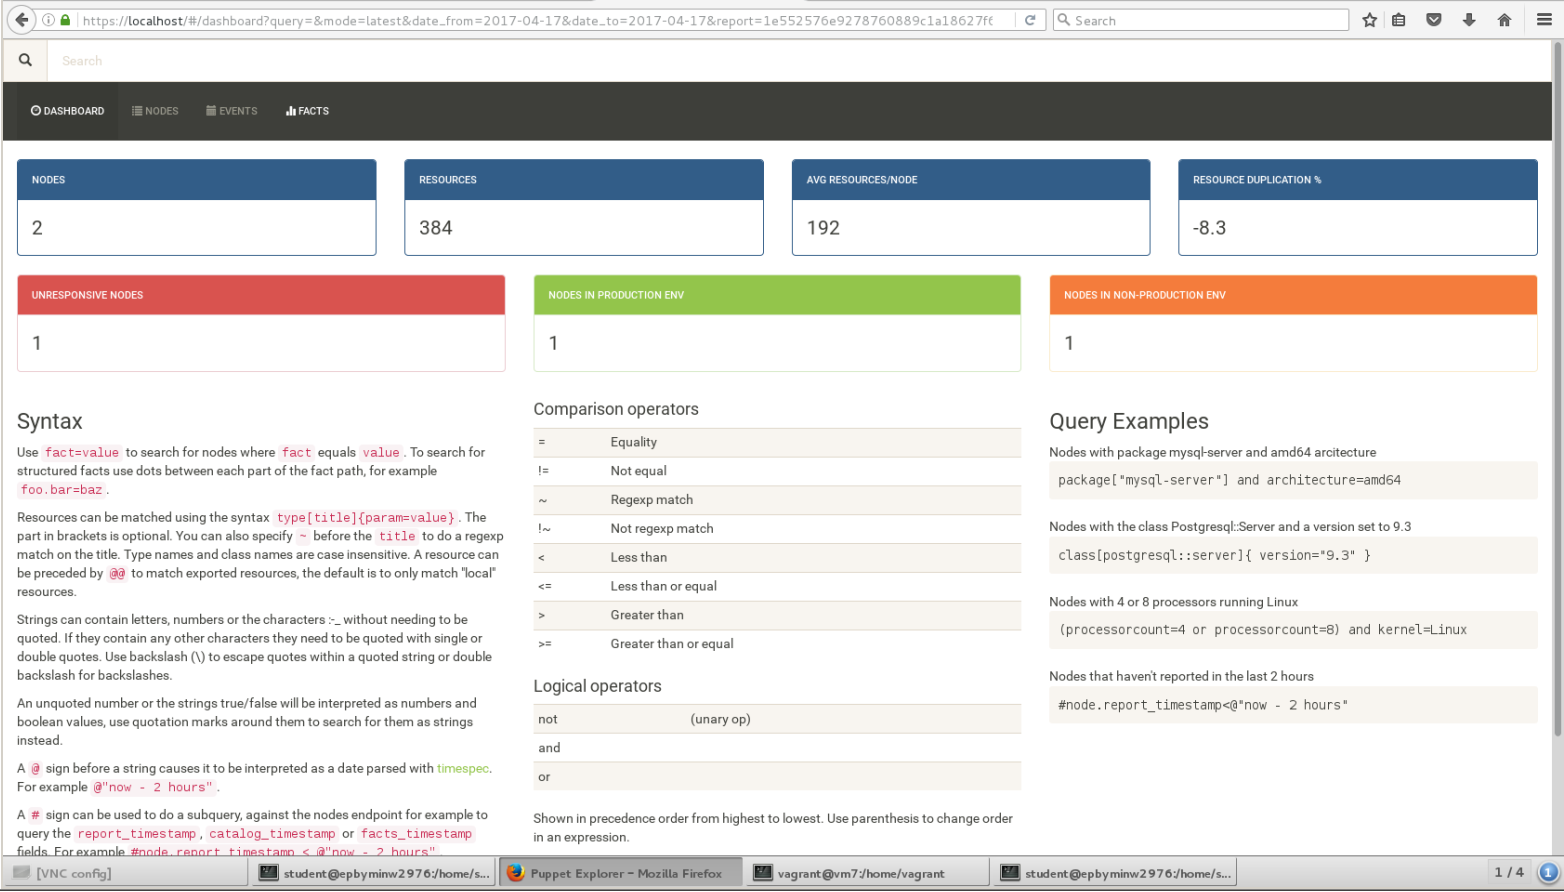 https://localhost/#/dashboard?query=&mode=latest&date_from=2017-04-17&date_to=2017-04-17&report=1e552576e9278760889c1a18627f6
Search
Search
DASHBOARD NODES EVENTS FACTS
NODES
2
RESOURCES
384
AVG RESOURCES/NODE
192
RESOURCE DUPLICATION %
-8.3
UNRESPONSIVE NODES
1
NODES IN PRODUCTION ENV
1
NODES IN NON-PRODUCTION ENV
1
Syntax
Use fact=value to search for nodes where fact equals value. To search for
structured facts use dots between each part of the fact path, for example
foo.bar=baz.
Resources can be matched using the syntax type[title]{param=value}. The
part in brackets is optional. You can also specify ~ before the title to do a regexp
match on the title. Type names and class names are case insensitive. A resource can
be preceded by @@ to match exported resources, the default is to only match "local"
resources.
Strings can contain letters, numbers or the characters :-_ without needing to be
quoted. If they contain any other characters they need to be quoted with single or
double quotes. Use backslash (\) to escape quotes within a quoted string or double
backslash for backslashes.
An unquoted number or the strings true/false will be interpreted as numbers and
boolean values, use quotation marks around them to search for them as strings
instead.
A @ sign before a string causes it to be interpreted as a date parsed with timespec.
For example @"now - 2 hours".
A # sign can be used to do a subquery, against the nodes endpoint for example to
query the report_timestamp, catalog_timestamp or facts_timestamp
fields. For example #node.report_timestamp < @"now - 2 hours".
Comparison operators
= Equality
!= Not equal
~ Regexp match
!~ Not regexp match
< Less than
<= Less than or equal
> Greater than
>= Greater than or equal
Logical operators
not (unary op)
and
or
Shown in precedence order from highest to lowest. Use parenthesis to change order
in an expression.
Query Examples
Nodes with package mysql-server and amd64 arcitecture
package["mysql-server"] and architecture=amd64
Nodes with the class Postgresql::Server and a version set to 9.3
class[postgresql::server]{ version="9.3" }
Nodes with 4 or 8 processors running Linux
(processorcount=4 or processorcount=8) and kernel=Linux
Nodes that haven't reported in the last 2 hours
#node.report_timestamp<@"now - 2 hours"
[VNC config] student@epbyminw2976:/home/s... Puppet Explorer - Mozilla Firefox vagrant@vm7:/home/vagrant student@epbyminw2976:/home/s... 1 / 4 1